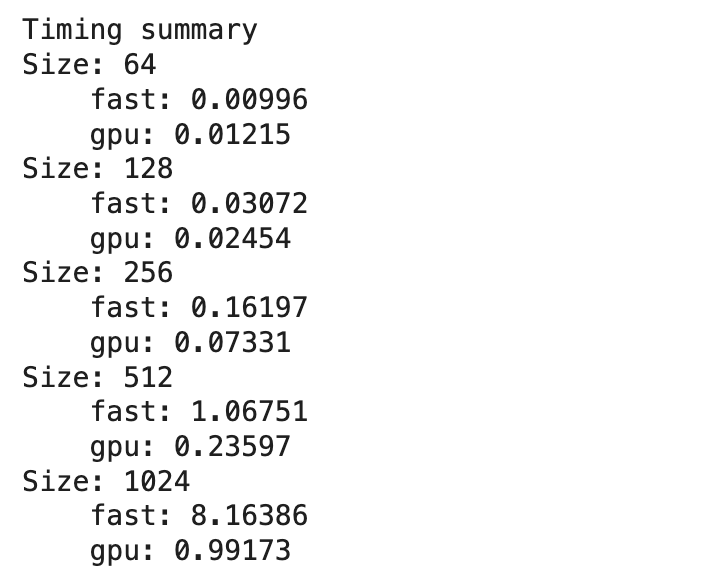 Timing summary
Size: 64
    fast: 0.00996
    gpu: 0.01215
Size: 128
    fast: 0.03072
    gpu: 0.02454
Size: 256
    fast: 0.16197
    gpu: 0.07331
Size: 512
    fast: 1.06751
    gpu: 0.23597
Size: 1024
    fast: 8.16386
    gpu: 0.99173